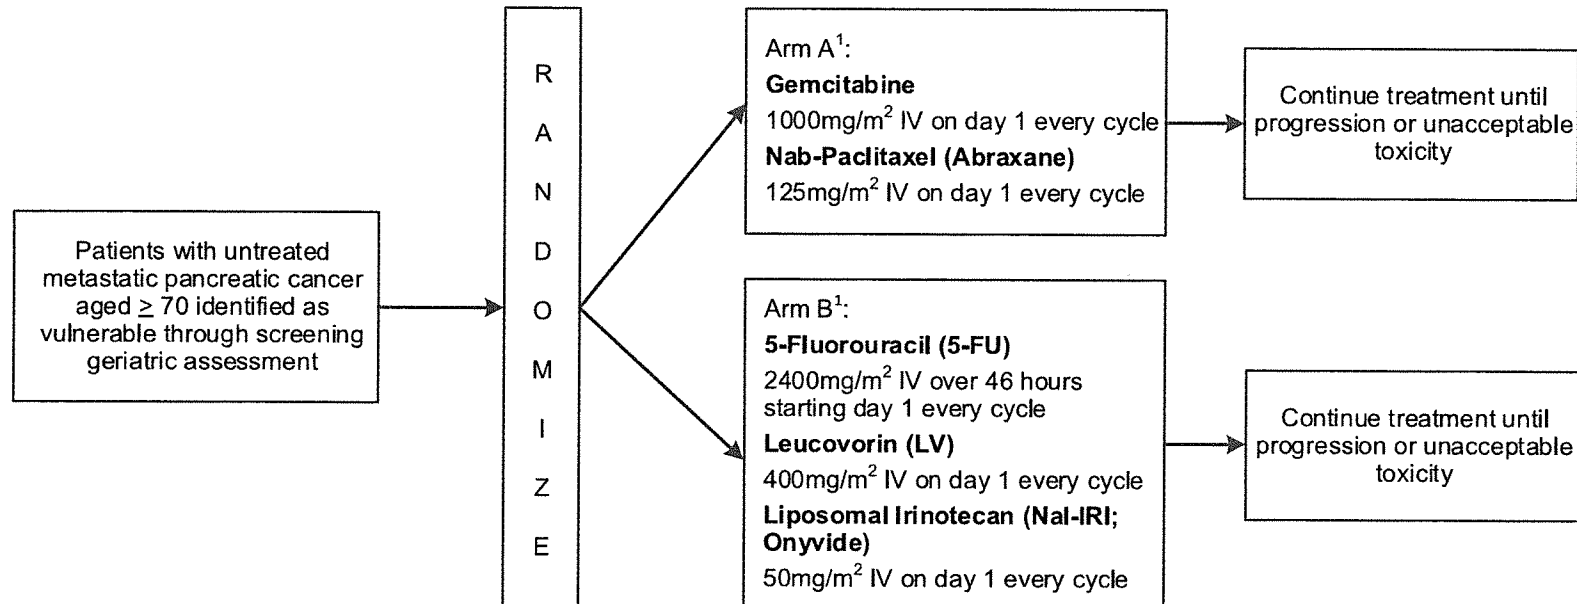 Patients with untreated
metastatic pancreatic cancer
aged ≥ 70 identified as
vulnerable through screening
geriatric assessment
R
A
N
D
O
M
I
Z
E
Arm A¹:
Gemcitabine
1000mg/m² IV on day 1 every cycle
Nab-Paclitaxel (Abraxane)
125mg/m² IV on day 1 every cycle
Continue treatment until
progression or unacceptable
toxicity
Arm B¹:
5-Fluorouracil (5-FU)
2400mg/m² IV over 46 hours
starting day 1 every cycle
Leucovorin (LV)
400mg/m² IV on day 1 every cycle
Liposomal Irinotecan (Nal-IRI;
Onyvide)
50mg/m² IV on day 1 every cycle
Continue treatment until
progression or unacceptable
toxicity